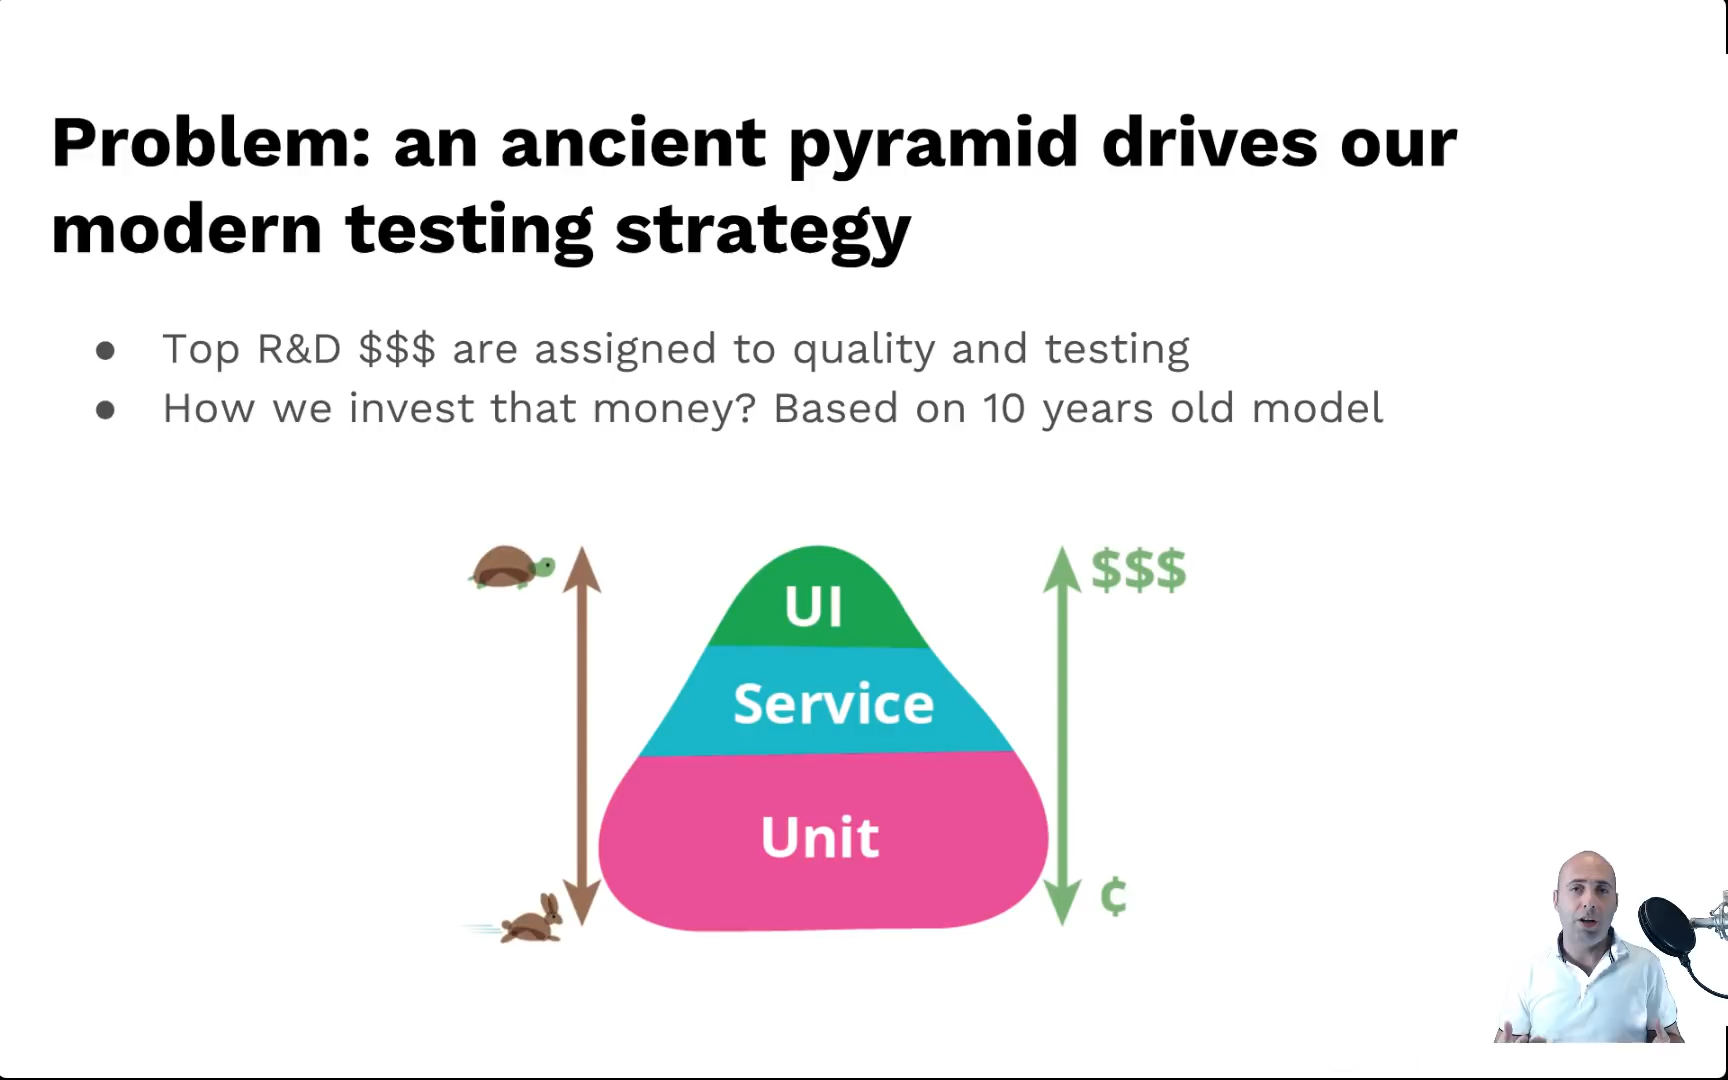 Problem: an ancient pyramid drives our
modern testing strategy
● Top R&D $$$ are assigned to quality and testing
● How we invest that money? Based on 10 years old model
$$$
UI
Service
Unit
¢